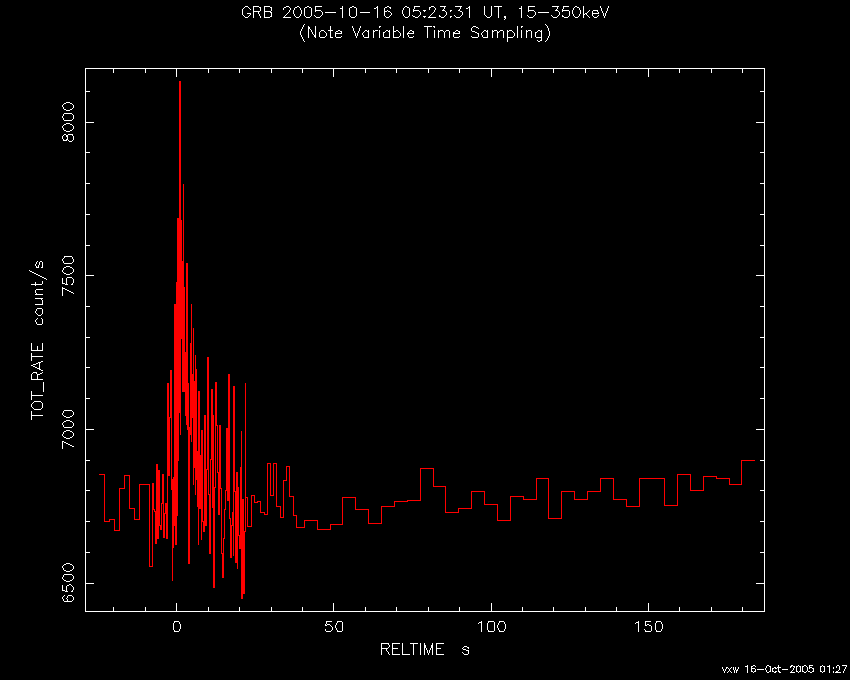 GRB 2005-10-16 05:23:31 UT, 15-350keV
(Note Variable Time Sampling)
8000
7500
7000
6500
TOT_RATE count/s
0 50 100 150
RELTIME s
vxw 16-Oct-2005 01:27